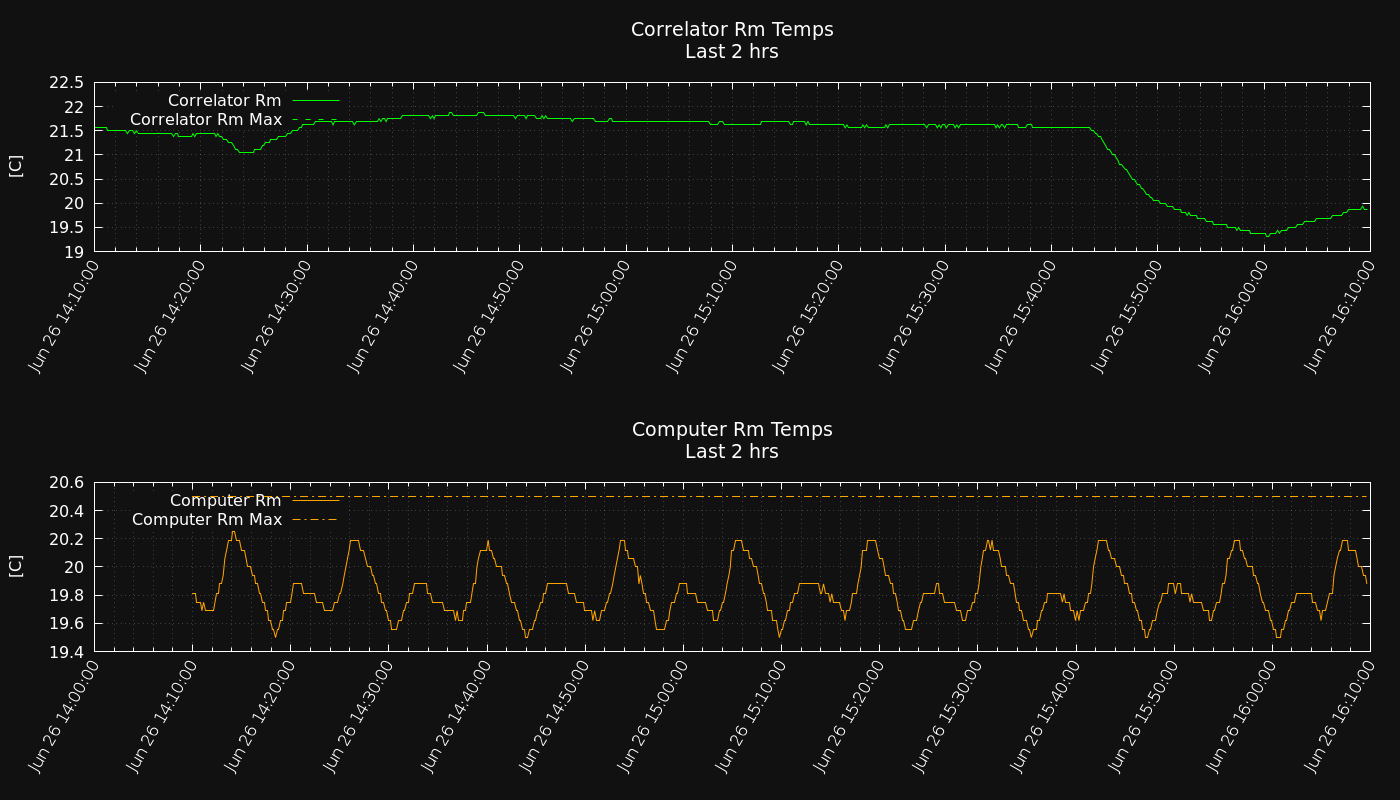 Correlator Rm Temps
Last 2 hrs
22.5
22
21.5
21
20.5
20
19.5
19
[C]
Correlator Rm
Correlator Rm Max
Jun 26 14:10:00
Jun 26 14:20:00
Jun 26 14:30:00
Jun 26 14:40:00
Jun 26 14:50:00
Jun 26 15:00:00
Jun 26 15:10:00
Jun 26 15:20:00
Jun 26 15:30:00
Jun 26 15:40:00
Jun 26 15:50:00
Jun 26 16:00:00
Jun 26 16:10:00
Computer Rm Temps
Last 2 hrs
20.6
20.4
20.2
20
19.8
19.6
19.4
[C]
Computer Rm
Computer Rm Max
Jun 26 14:00:00
Jun 26 14:10:00
Jun 26 14:20:00
Jun 26 14:30:00
Jun 26 14:40:00
Jun 26 14:50:00
Jun 26 15:00:00
Jun 26 15:10:00
Jun 26 15:20:00
Jun 26 15:30:00
Jun 26 15:40:00
Jun 26 15:50:00
Jun 26 16:00:00
Jun 26 16:10:00